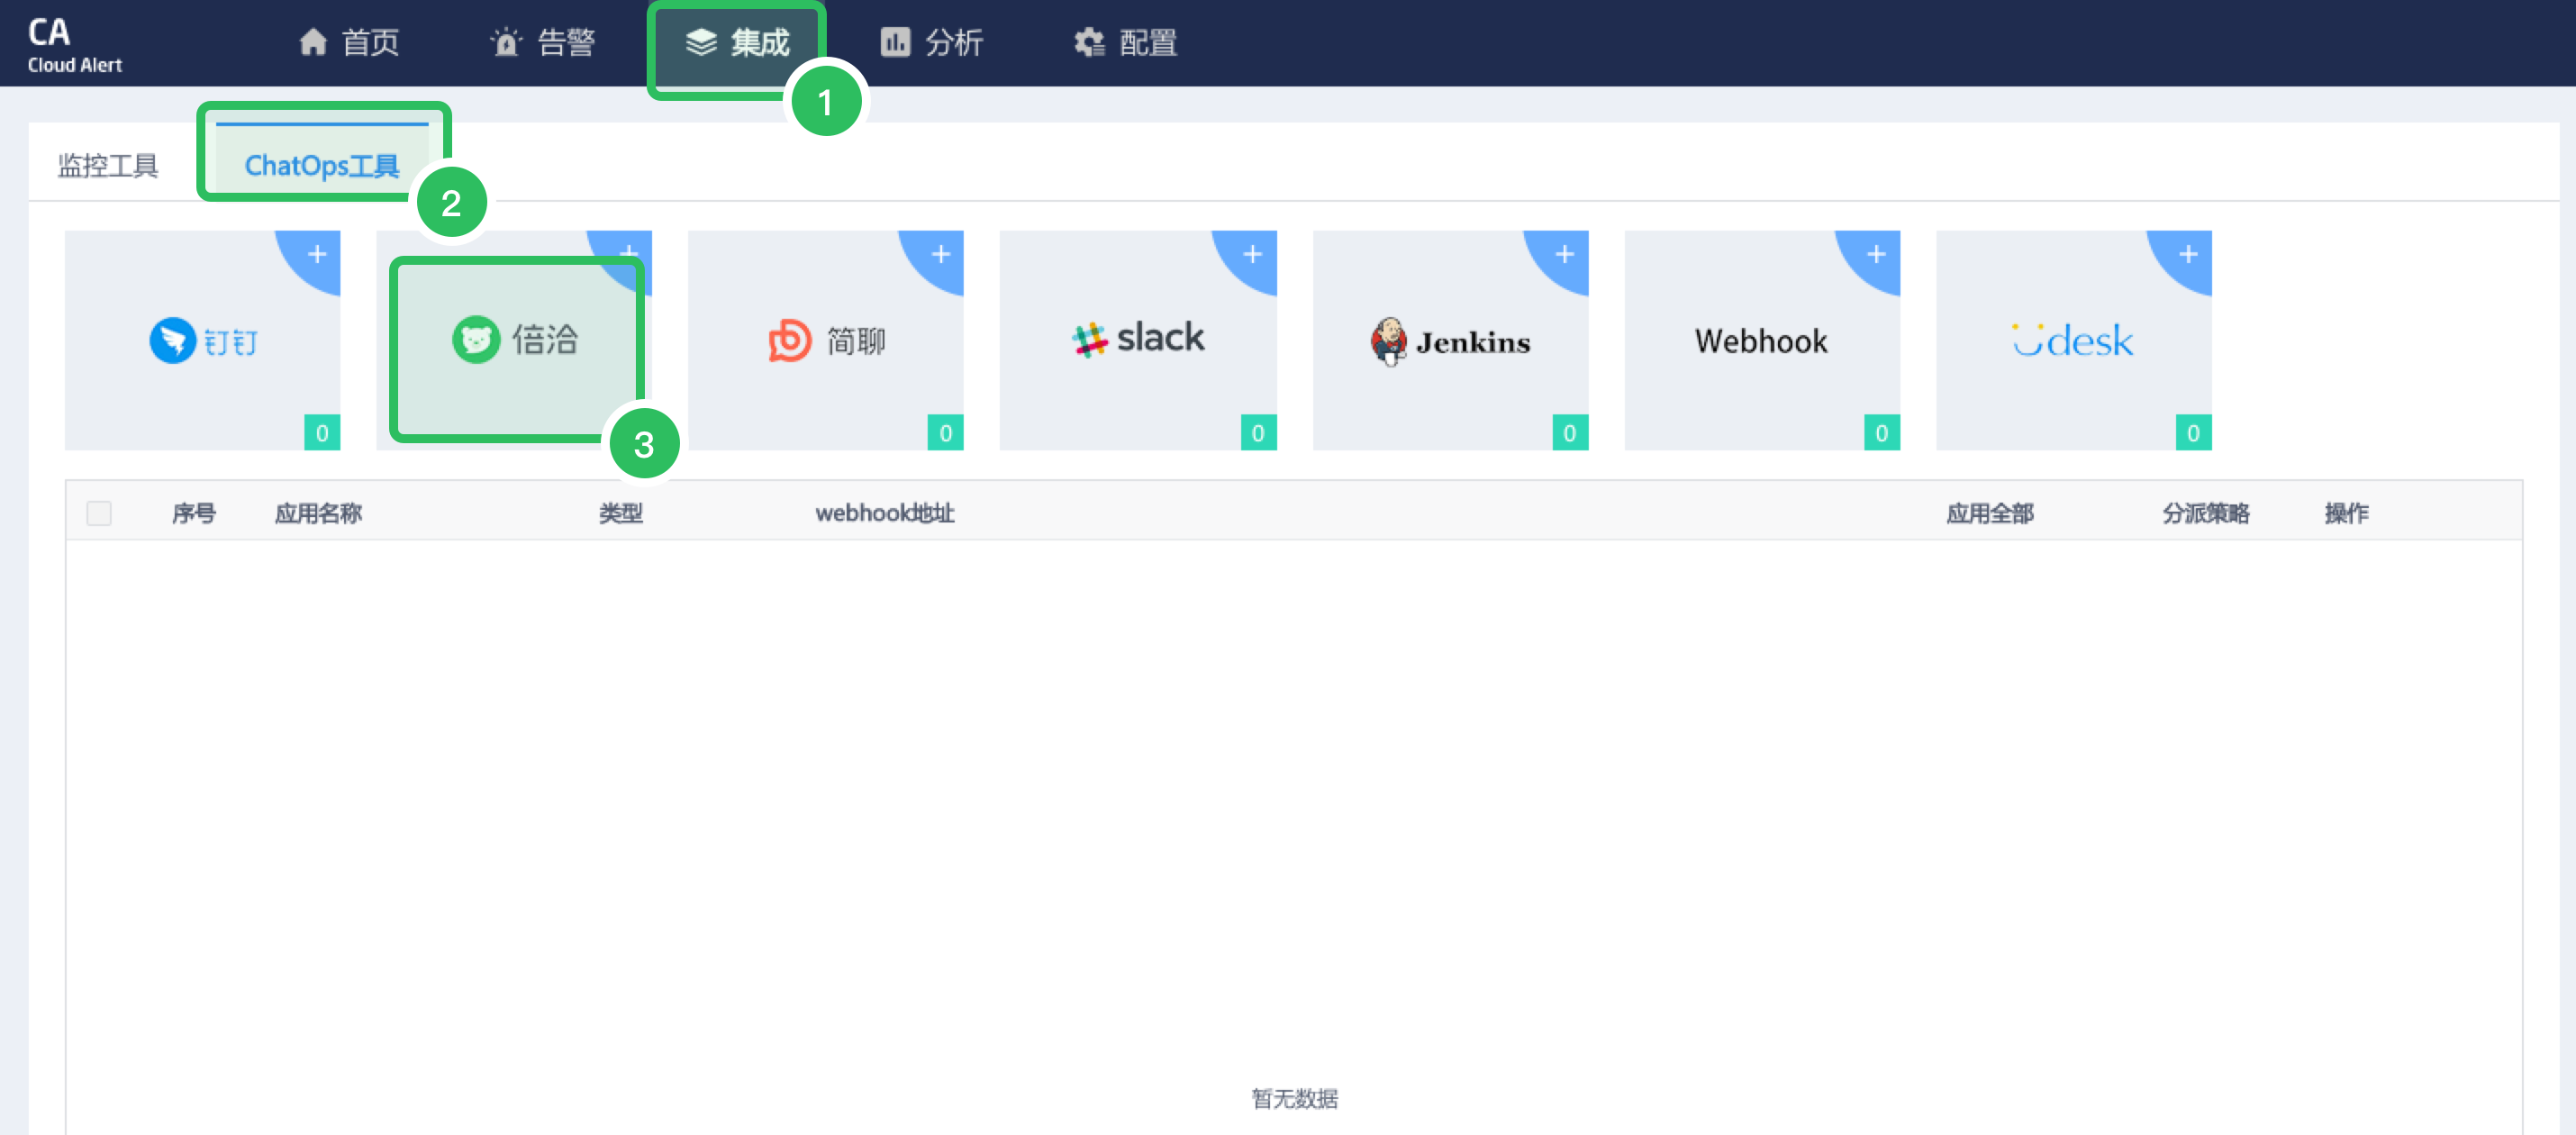 CA
Cloud Alert
首页
告警
集成
分析
配置
1
监控工具
ChatOps工具
2
+
+
+
+
+
+
+
钉钉
倍洽
简聊
slack
Jenkins
Webhook
Udesk
0
3
0
0
0
0
0
序号 应用名称 类型 webhook地址 应用全部 分派策略 操作
暂无数据